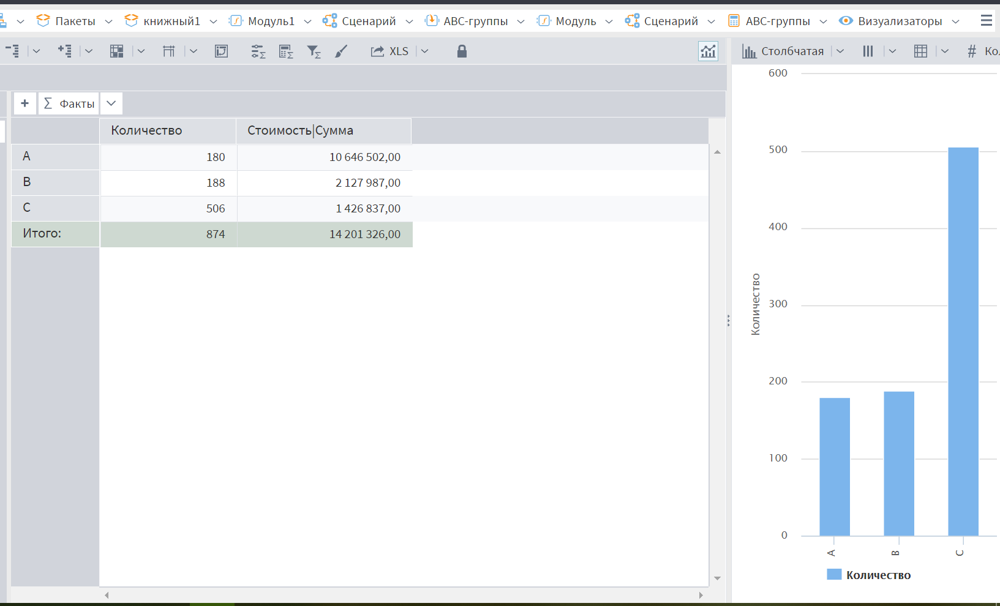 Пакеты книжный1 Модуль1 Сценарий ABC-группы Модуль Сценарий ABC-группы Визуализаторы
XLS
Столбчатая # Кол
+ Σ Факты
Количество Стоимость|Сумма
A 180 10 646 502,00
B 188 2 127 987,00
C 506 1 426 837,00
Итого: 874 14 201 326,00
600
500
400
300
200
100
0
Количество
A B C
Количество